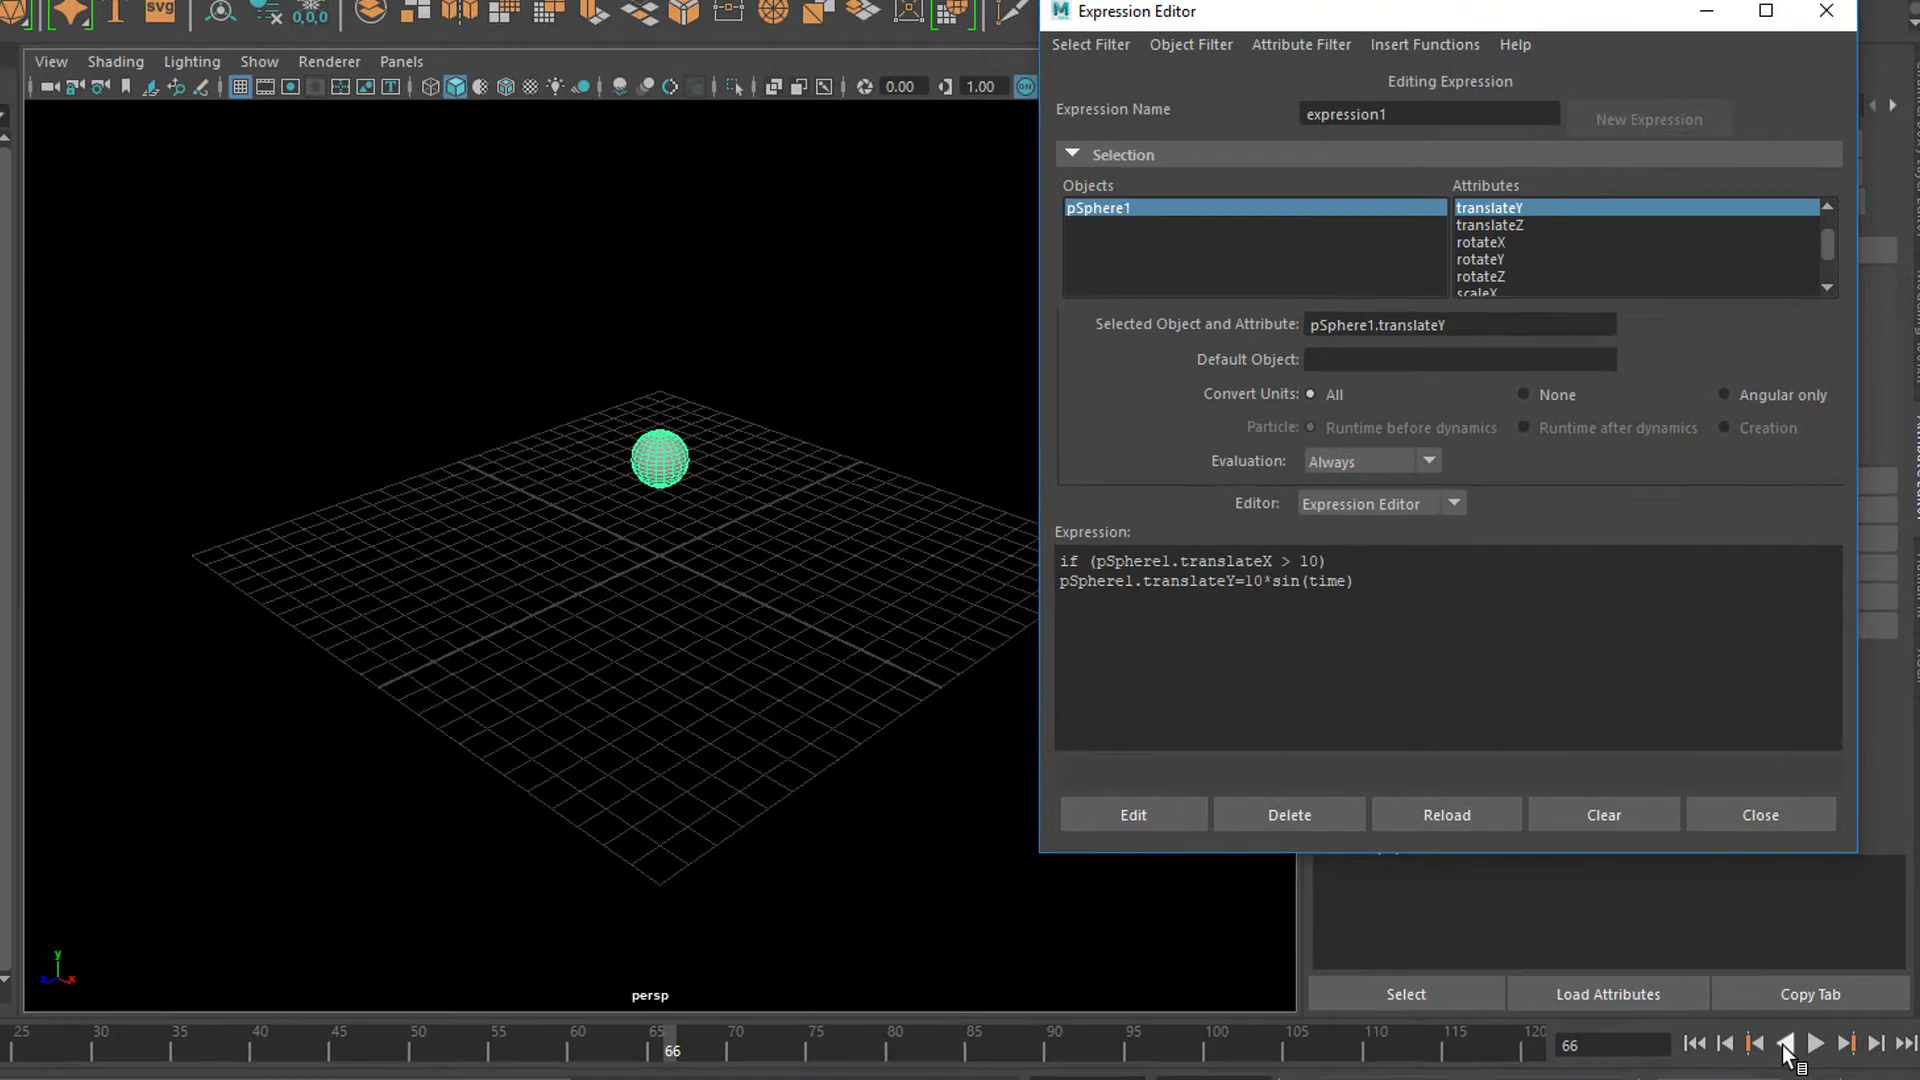 svg
0,0,0
Expression Editor
Select Filter Object Filter Attribute Filter Insert Functions Help
View Shading Lighting Show Renderer Panels
0.00 1.00 ON
Editing Expression
Expression Name expression1 New Expression
Selection
Objects Attributes
pSphere1 translateY
translateZ
rotateX
rotateY
rotateZ
scaleX
Selected Object and Attribute: pSphere1.translateY
Default Object:
Convert Units: All None Angular only
Particle: Runtime before dynamics Runtime after dynamics Creation
Evaluation: Always
Editor: Expression Editor
Expression:
if (pSphere1.translateX > 10)
pSphere1.translateY=10*sin(time)
Edit Delete Reload Clear Close
y
z x
persp
Select Load Attributes Copy Tab
25 30 35 40 45 50 55 60 65 70 75 80 85 90 95 100 105 110 115 120
66 66